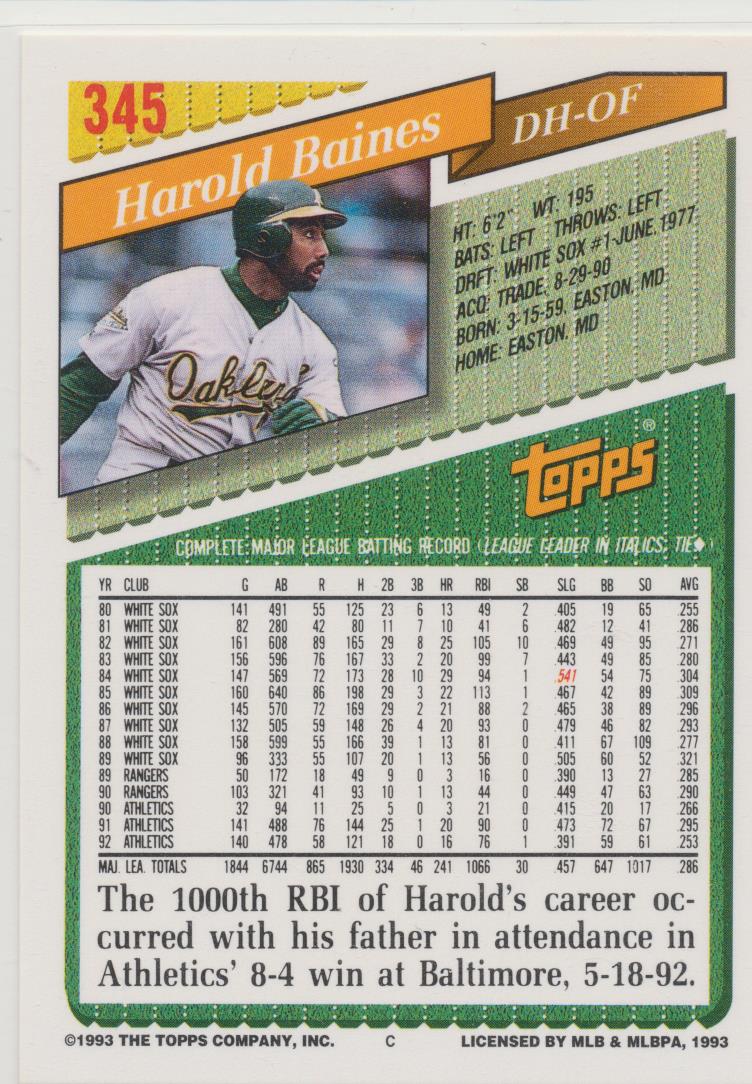 345
Harold Baines
DH-OF
HT: 6'2" WT: 195
BATS: LEFT THROWS: LEFT
DRFT: WHITE SOX #1-JUNE, 1977
ACQ: TRADE, 8-29-90
BORN: 3-15-59, EASTON, MD
HOME: EASTON, MD
Oakland
topps®
COMPLETE MAJOR LEAGUE BATTING RECORD (LEAGUE LEADER IN ITALICS, TIE◆)
YR CLUB G AB R H 2B 3B HR RBI SB SLG BB SO AVG
80 WHITE SOX 141 491 55 125 23 6 13 49 2 .405 19 65 .255
81 WHITE SOX 82 280 42 80 11 7 10 41 6 .482 12 41 .286
82 WHITE SOX 161 608 89 165 29 8 25 105 10 .469 49 95 .271
83 WHITE SOX 156 596 76 167 33 2 20 99 7 .443 49 85 .280
84 WHITE SOX 147 569 72 173 28 10 29 94 1 .541 54 75 .304
85 WHITE SOX 160 640 86 198 29 3 22 113 1 .467 42 89 .309
86 WHITE SOX 145 570 72 169 29 2 21 88 2 .465 38 89 .296
87 WHITE SOX 132 505 59 148 26 4 20 93 0 .479 46 82 .293
88 WHITE SOX 158 599 55 166 39 1 13 81 0 .411 67 109 .277
89 WHITE SOX 96 333 55 107 20 1 13 56 0 .505 60 52 .321
89 RANGERS 50 172 18 49 9 0 3 16 0 .390 13 27 .285
90 RANGERS 103 321 41 93 10 1 13 44 0 .449 47 63 .290
90 ATHLETICS 32 94 11 25 5 0 3 21 0 .415 20 17 .266
91 ATHLETICS 141 488 76 144 25 1 20 90 0 .473 72 67 .295
92 ATHLETICS 140 478 58 121 18 0 16 76 1 .391 59 61 .253
MAJ. LEA. TOTALS 1844 6744 865 1930 334 46 241 1066 30 .457 647 1017 .286
The 1000th RBI of Harold's career oc-
curred with his father in attendance in
Athletics' 8-4 win at Baltimore, 5-18-92.
©1993 THE TOPPS COMPANY, INC. C LICENSED BY MLB & MLBPA, 1993